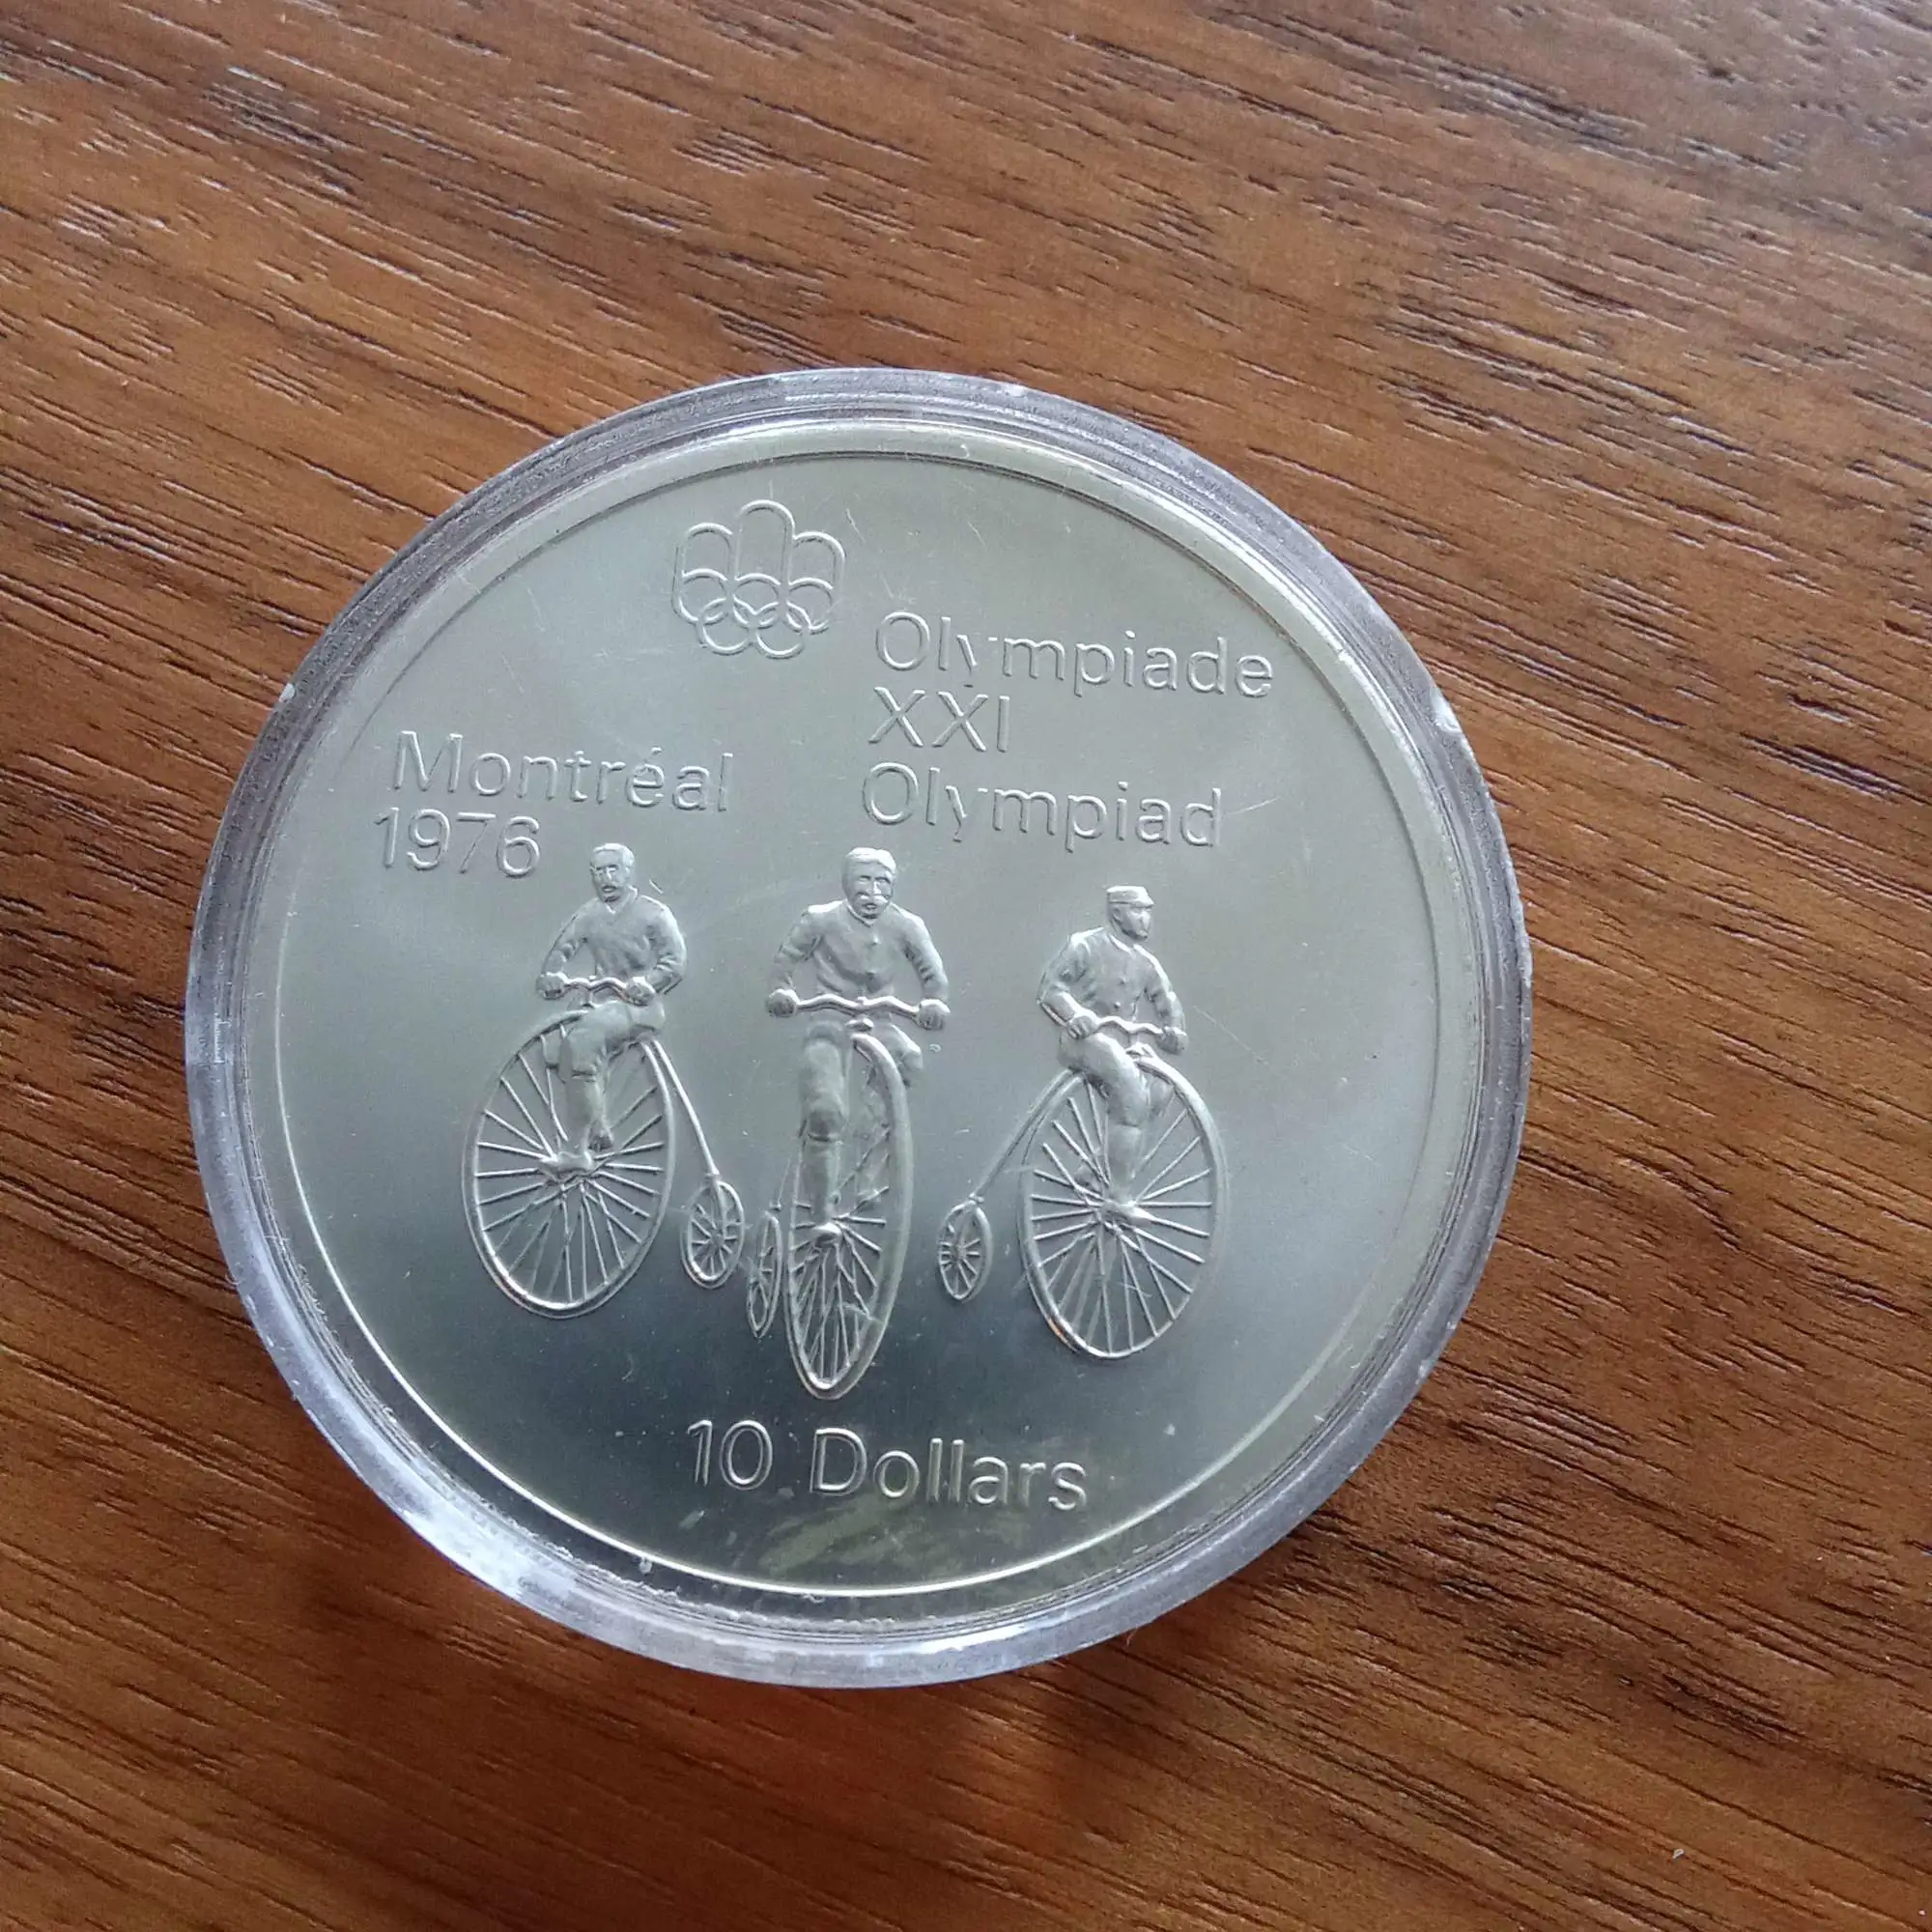 Olympiade
XXI
Olympiad
Montréal
1976
10 Dollars